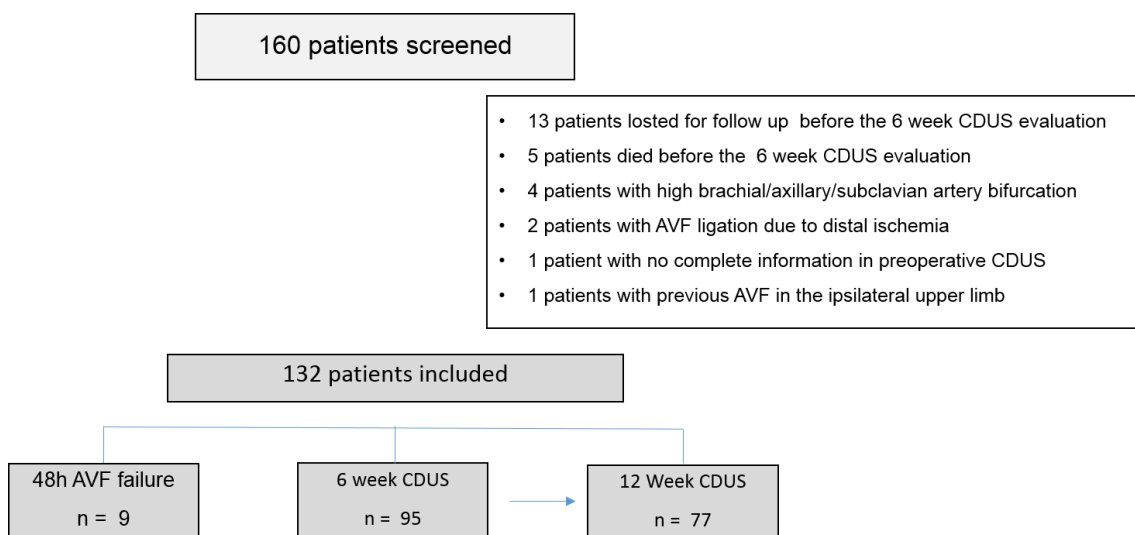 160 patients screened
• 13 patients losted for follow up before the 6 week CDUS evaluation
• 5 patients died before the 6 week CDUS evaluation
• 4 patients with high brachial/axillary/subclavian artery bifurcation
• 2 patients with AVF ligation due to distal ischemia
• 1 patient with no complete information in preoperative CDUS
• 1 patients with previous AVF in the ipsilateral upper limb
132 patients included
48h AVF failure
n = 9
6 week CDUS
n = 95
12 Week CDUS
n = 77